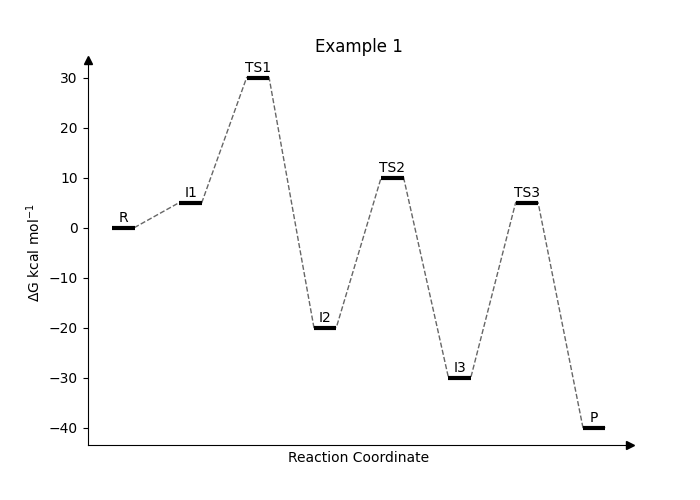 Example 1
TS1
30
20
TS2
10
I1
TS3
R
0
ΔG kcal mol⁻¹
−10
I2
−20
I3
−30
P
−40
Reaction Coordinate